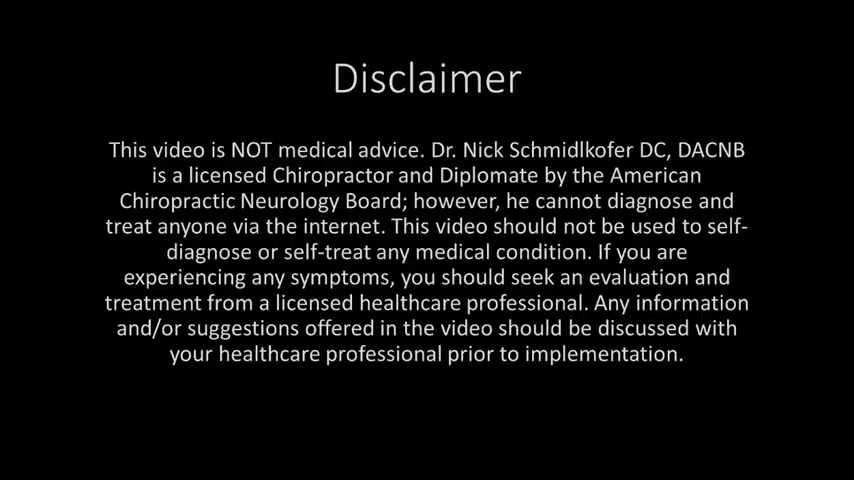 Disclaimer
This video is NOT medical advice. Dr. Nick Schmidlkofer DC, DACNB
is a licensed Chiropractor and Diplomate by the American
Chiropractic Neurology Board; however, he cannot diagnose and
treat anyone via the internet. This video should not be used to self-
diagnose or self-treat any medical condition. If you are
experiencing any symptoms, you should seek an evaluation and
treatment from a licensed healthcare professional. Any information
and/or suggestions offered in the video should be discussed with
your healthcare professional prior to implementation.